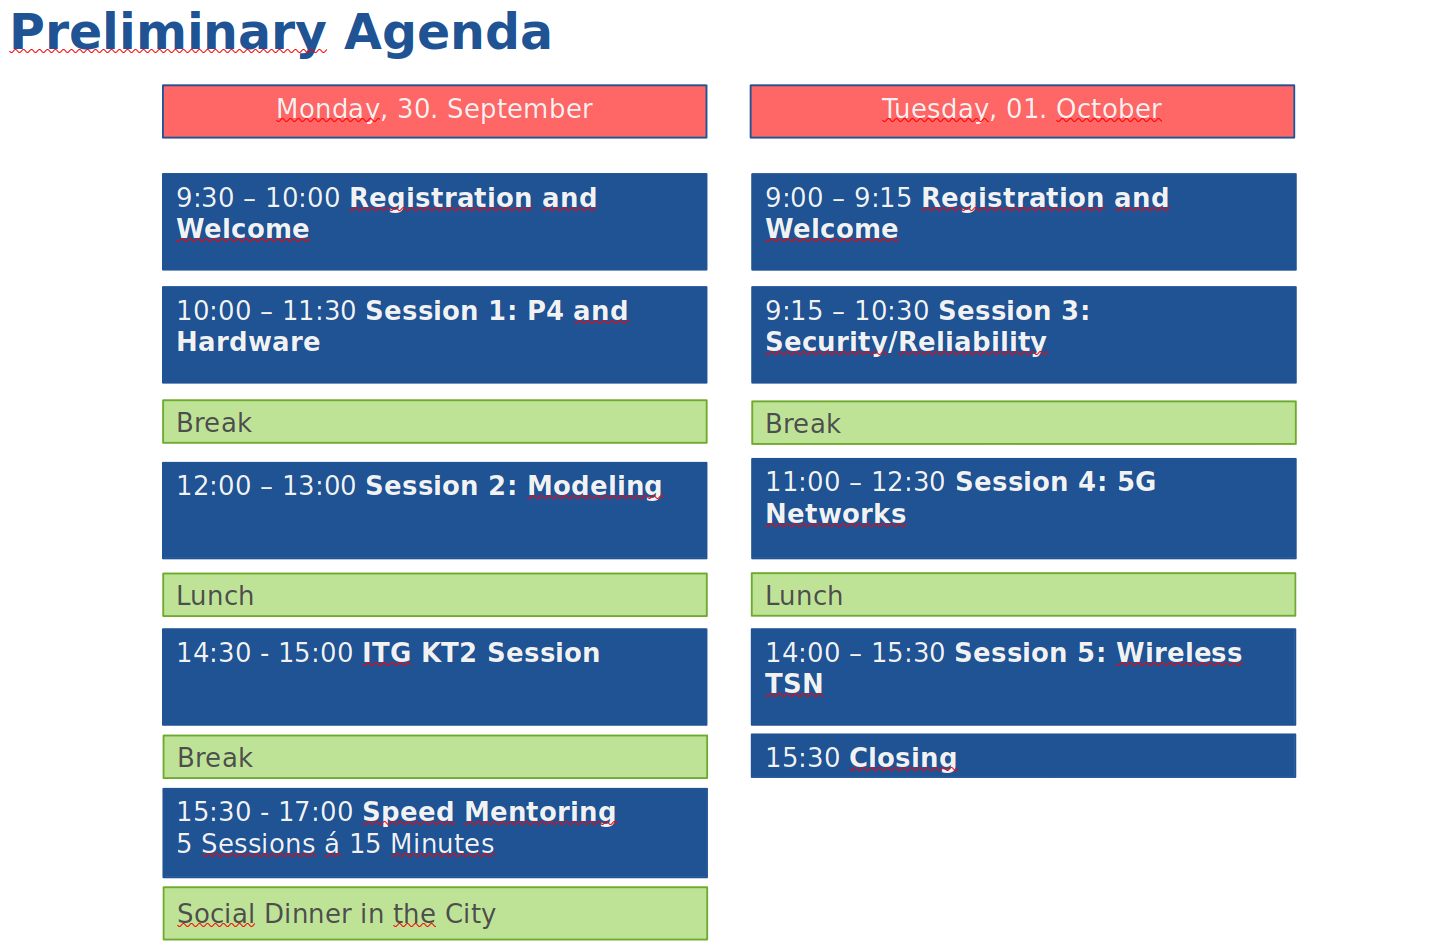 Preliminary Agenda
Monday, 30. September
9:30 – 10:00 Registration and
Welcome
10:00 – 11:30 Session 1: P4 and
Hardware
Break
12:00 – 13:00 Session 2: Modeling
Lunch
14:30 - 15:00 ITG KT2 Session
Break
15:30 - 17:00 Speed Mentoring
5 Sessions á 15 Minutes
Social Dinner in the City
Tuesday, 01. October
9:00 – 9:15 Registration and
Welcome
9:15 – 10:30 Session 3:
Security/Reliability
Break
11:00 – 12:30 Session 4: 5G
Networks
Lunch
14:00 – 15:30 Session 5: Wireless
TSN
15:30 Closing